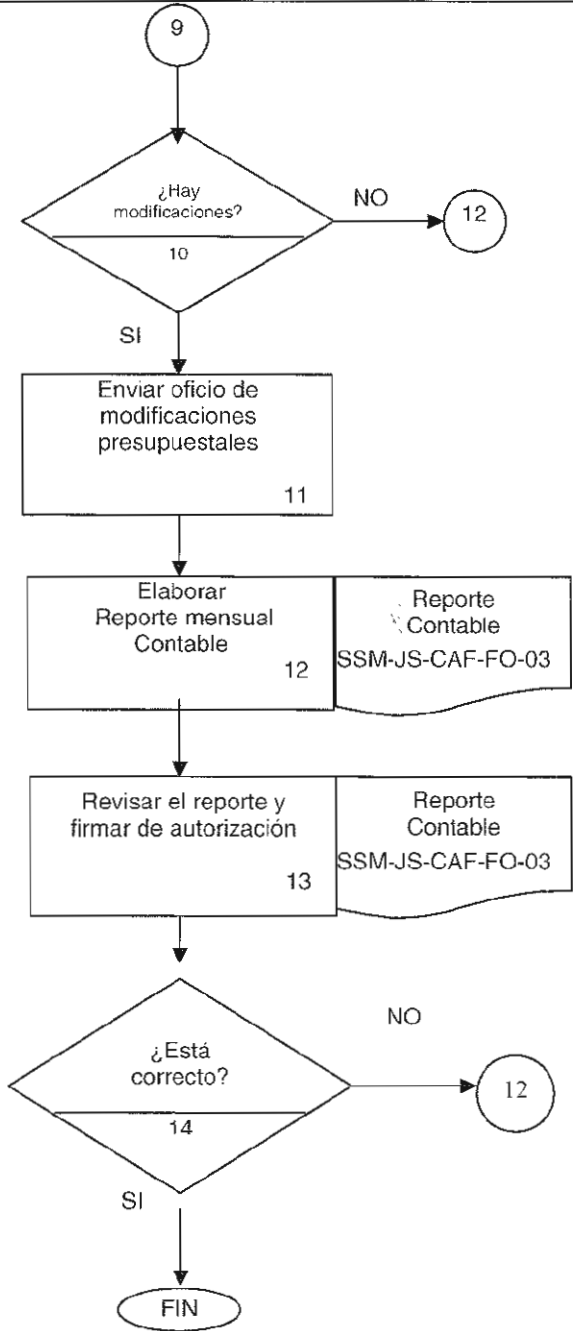 9
¿Hay
modificaciones?
10
NO
12
SI
Enviar oficio de
modificaciones
presupuestales
11
Elaborar
Reporte mensual
Contable
12
Reporte
Contable
SSM-JS-CAF-FO-03
Revisar el reporte y
firmar de autorización
13
Reporte
Contable
SSM-JS-CAF-FO-03
¿Está
correcto?
14
NO
12
SI
FIN